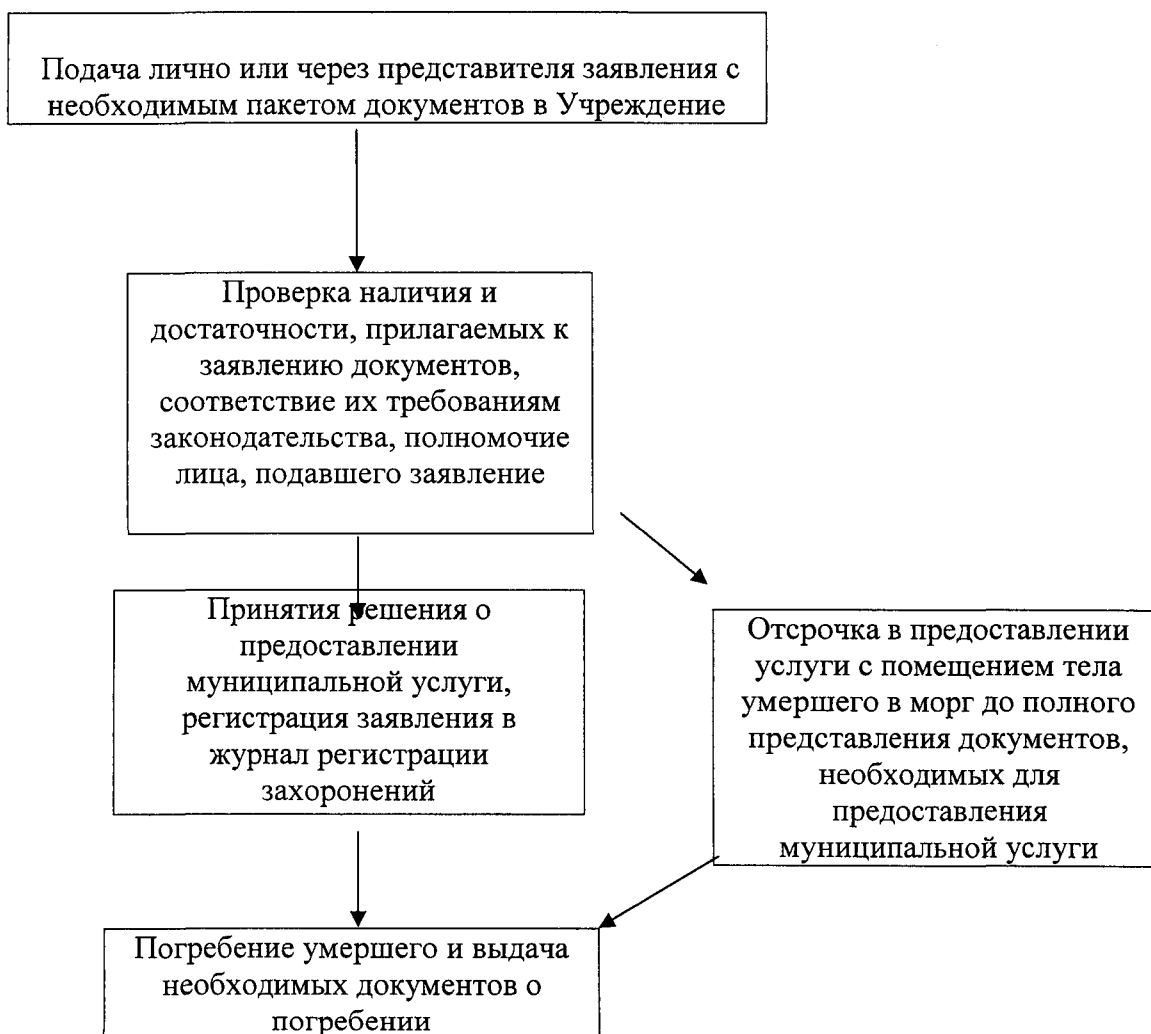 Подача лично или через представителя заявления с
необходимым пакетом документов в Учреждение
Проверка наличия и
достаточности, прилагаемых к
заявлению документов,
соответствие их требованиям
законодательства, полномочие
лица, подавшего заявление
Принятия решения о
предоставлении
муниципальной услуги,
регистрация заявления в
журнал регистрации
захоронений
Отсрочка в предоставлении
услуги с помещением тела
умершего в морг до полного
представления документов,
необходимых для
предоставления
муниципальной услуги
Погребение умершего и выдача
необходимых документов о
погребении